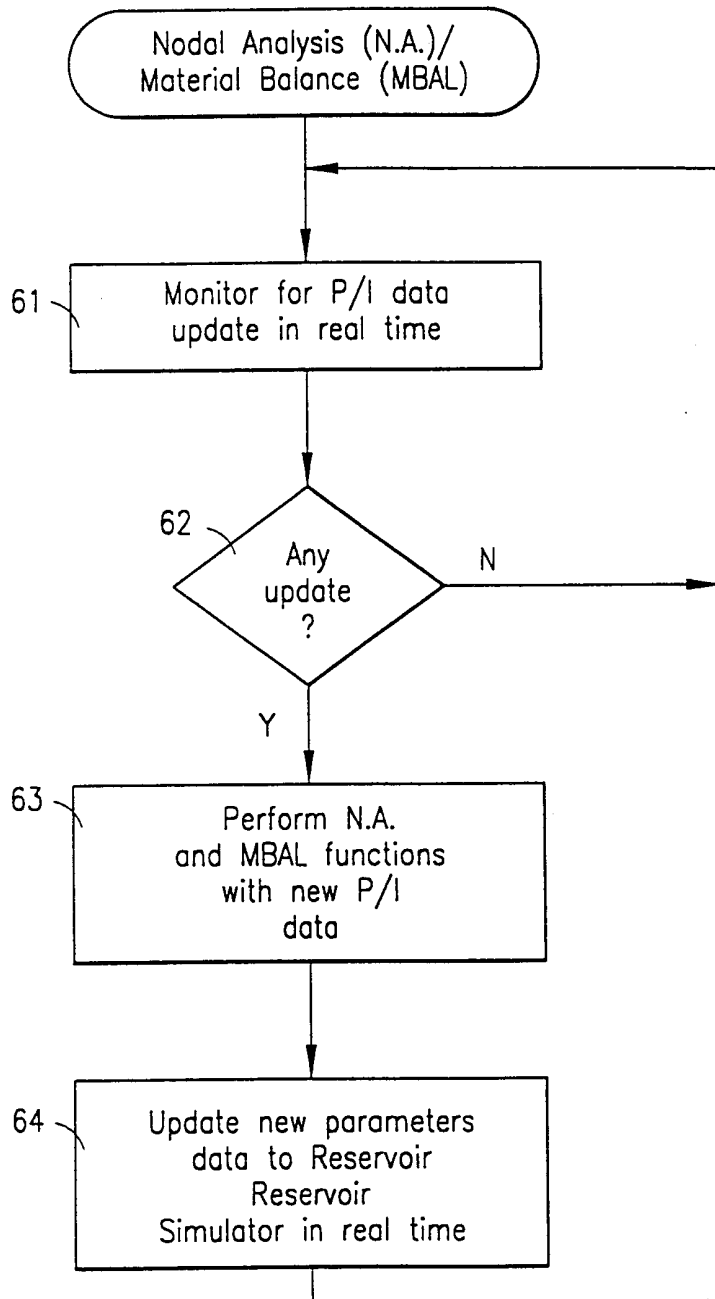 Nodal Analysis (N.A.)/
Material Balance (MBAL)
61
Monitor for P/I data
update in real time
62
Any
update
?
N
Y
63
Perform N.A.
and MBAL functions
with new P/I
data
64
Update new parameters
data to Reservoir
Reservoir
Simulator in real time